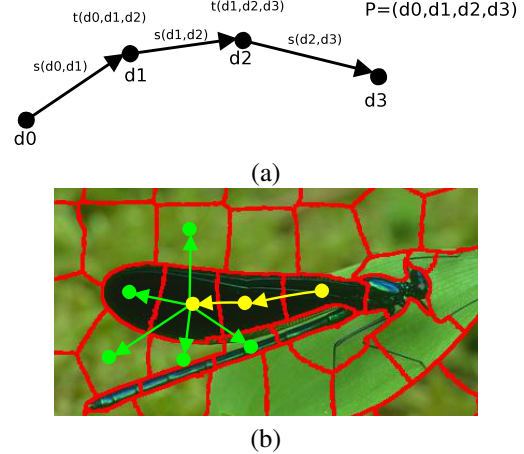 t(d0,d1,d2)
t(d1,d2,d3)
P=(d0,d1,d2,d3)
s(d0,d1)
s(d1,d2)
s(d2,d3)
d0
d1
d2
d3
(a)
(b)